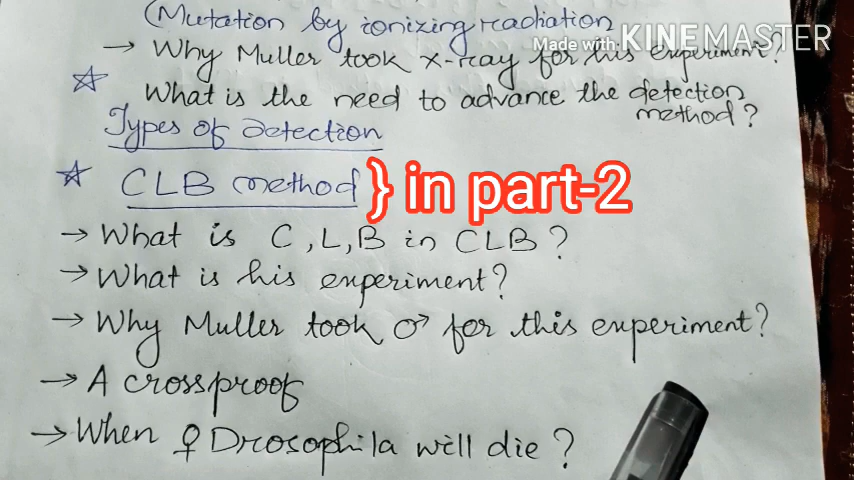 (Mutation by ionizing radiation
Made with KINEMASTER
→ Why Muller took X-ray for his experiment?
☆ What is the need to advance the detection method?
Types of detection
☆ CLB method } in part-2
→ What is C, L, B in CLB?
→ What is his experiment?
→ Why Muller took ♂ for this experiment?
→ A crossproof
→ When ♀ Drosophila will die?